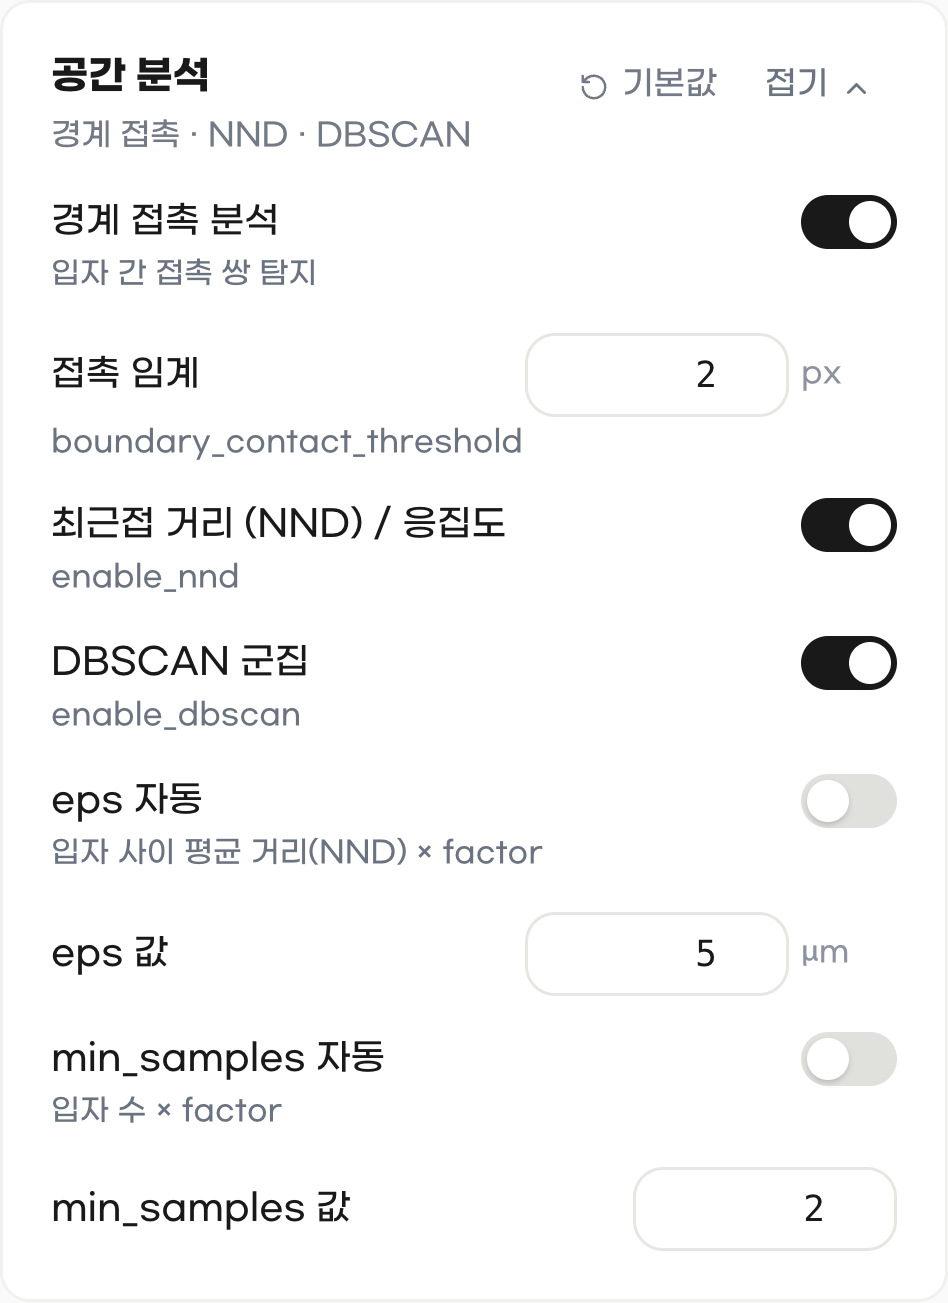 공간 분석
기본값 접기
경계 접촉 · NND · DBSCAN
경계 접촉 분석
입자 간 접촉 쌍 탐지
접촉 임계 2 px
boundary_contact_threshold
최근접 거리 (NND) / 응집도
enable_nnd
DBSCAN 군집
enable_dbscan
eps 자동
입자 사이 평균 거리(NND) × factor
eps 값 5 µm
min_samples 자동
입자 수 × factor
min_samples 값 2